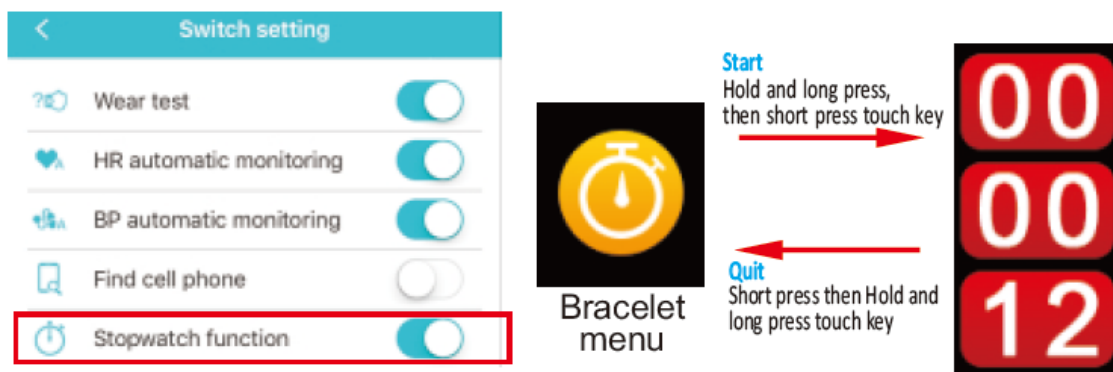 Switch setting
Wear test
HR automatic monitoring
BP automatic monitoring
Find cell phone
Stopwatch function
Bracelet
menu
Start
Hold and long press,
then short press touch key
Quit
Short press then Hold and
long press touch key
00
00
12